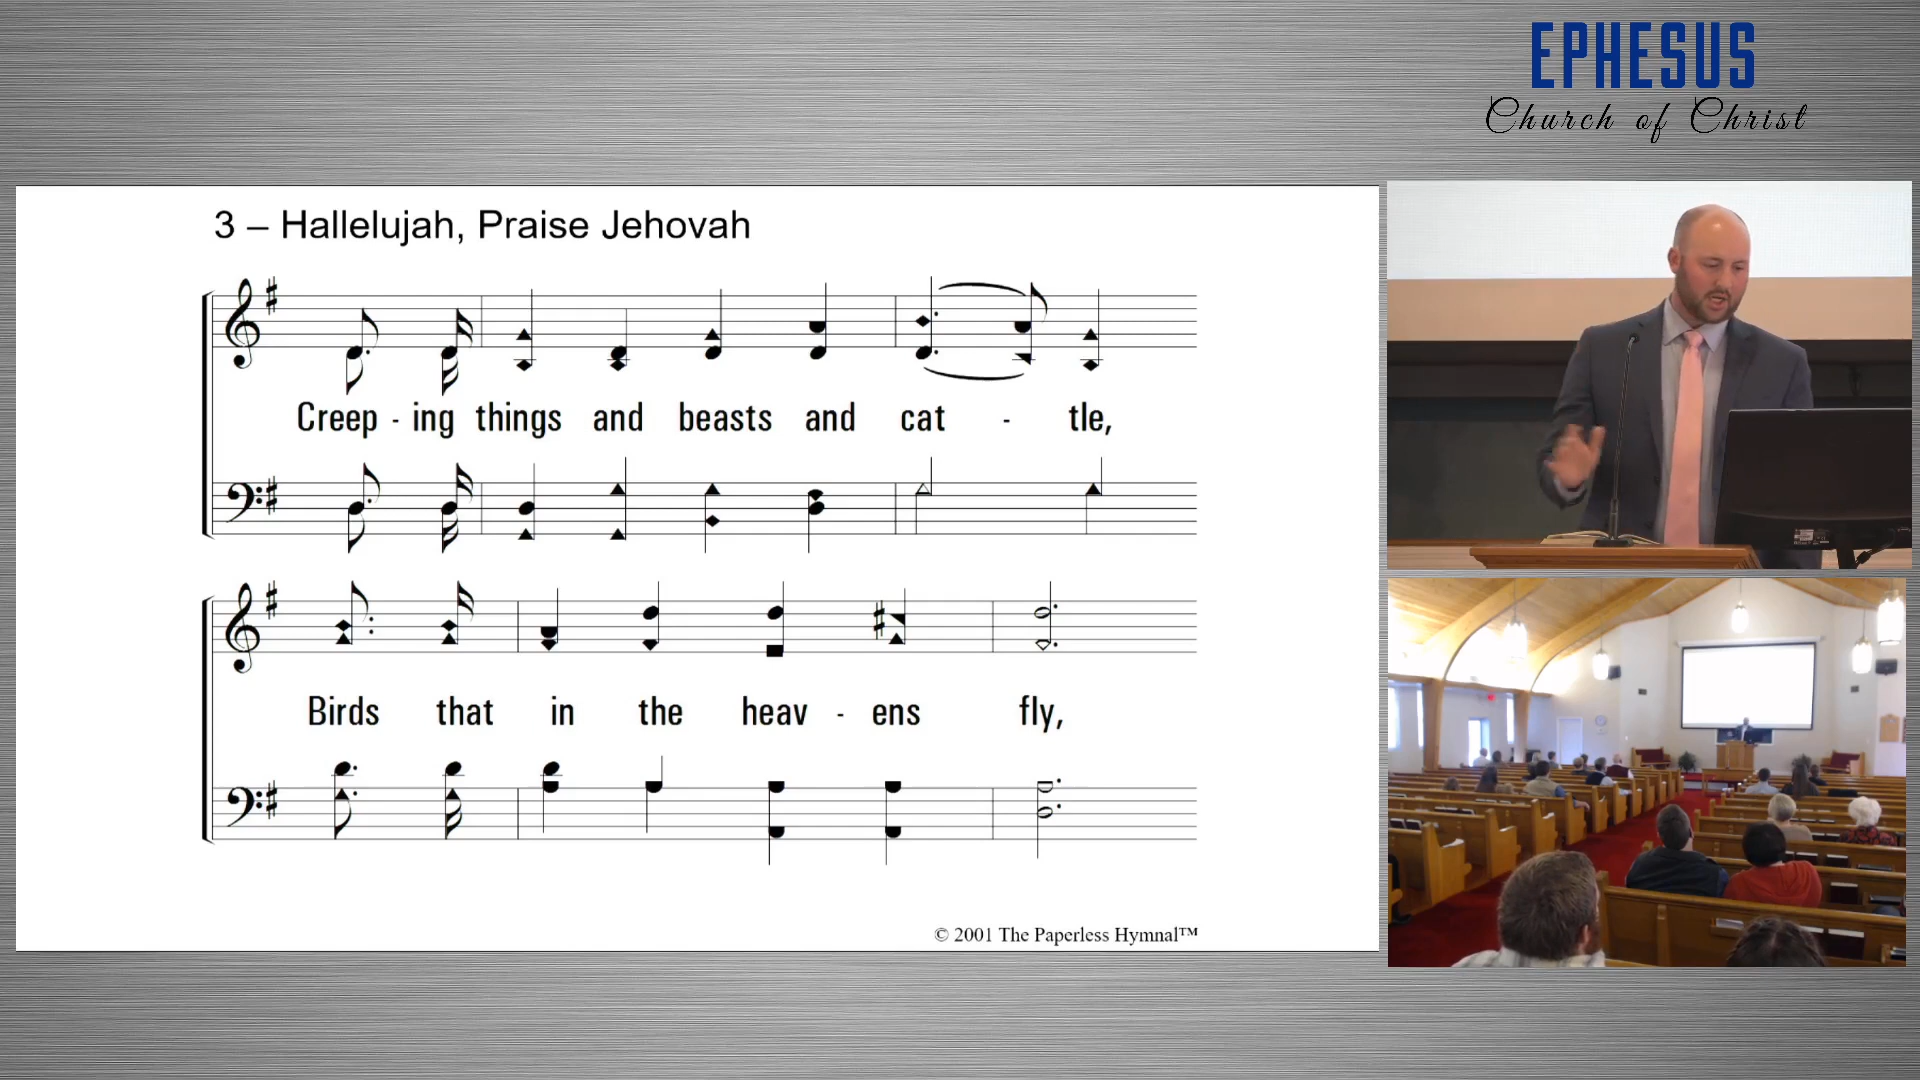 EPHESUS
Church of Christ
3 – Hallelujah, Praise Jehovah
Creep - ing things and beasts and cat - tle,
Birds that in the heav - ens fly,
© 2001 The Paperless Hymnal™